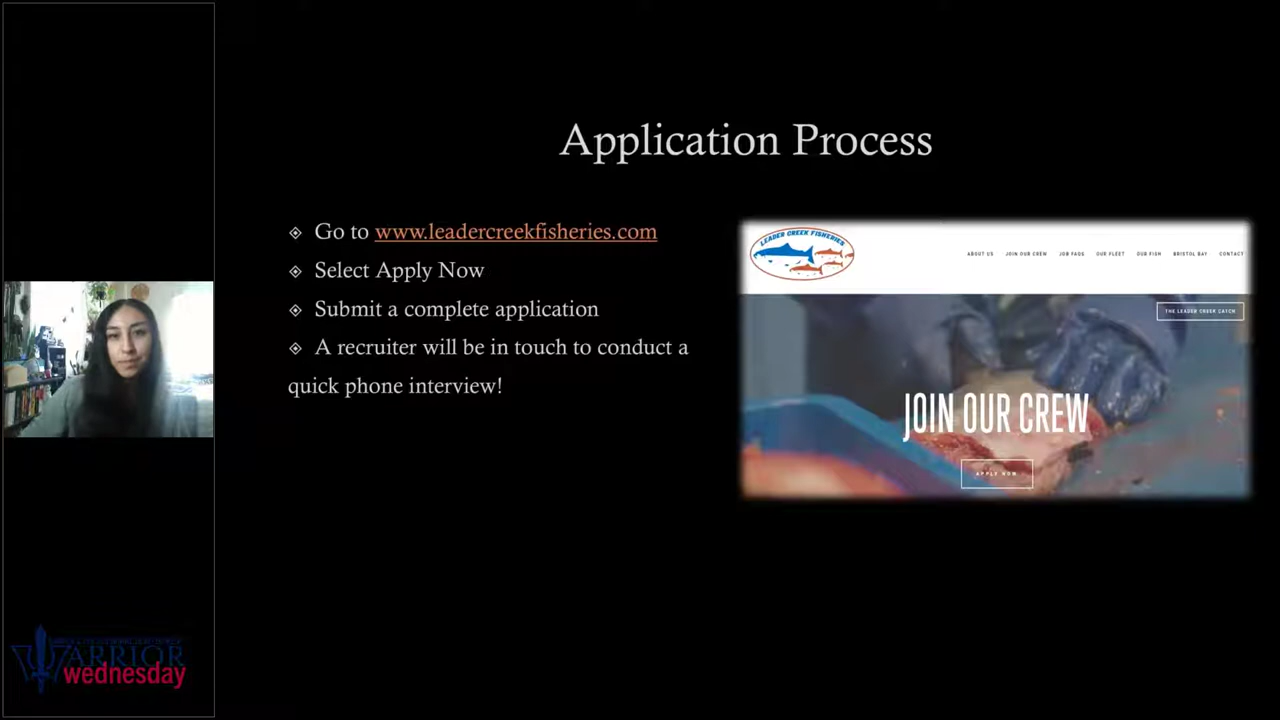 Application Process
Go to www.leadercreekfisheries.com
Select Apply Now
Submit a complete application
A recruiter will be in touch to conduct a
quick phone interview!
LEADER CREEK FISHERIES
ABOUT US JOIN OUR CREW JOB FAQS OUR FLEET OUR FISH BRISTOL BAY CONTACT
THE LEADER CREEK CATCH
JOIN OUR CREW
APPLY NOW
WARRIOR
wednesday